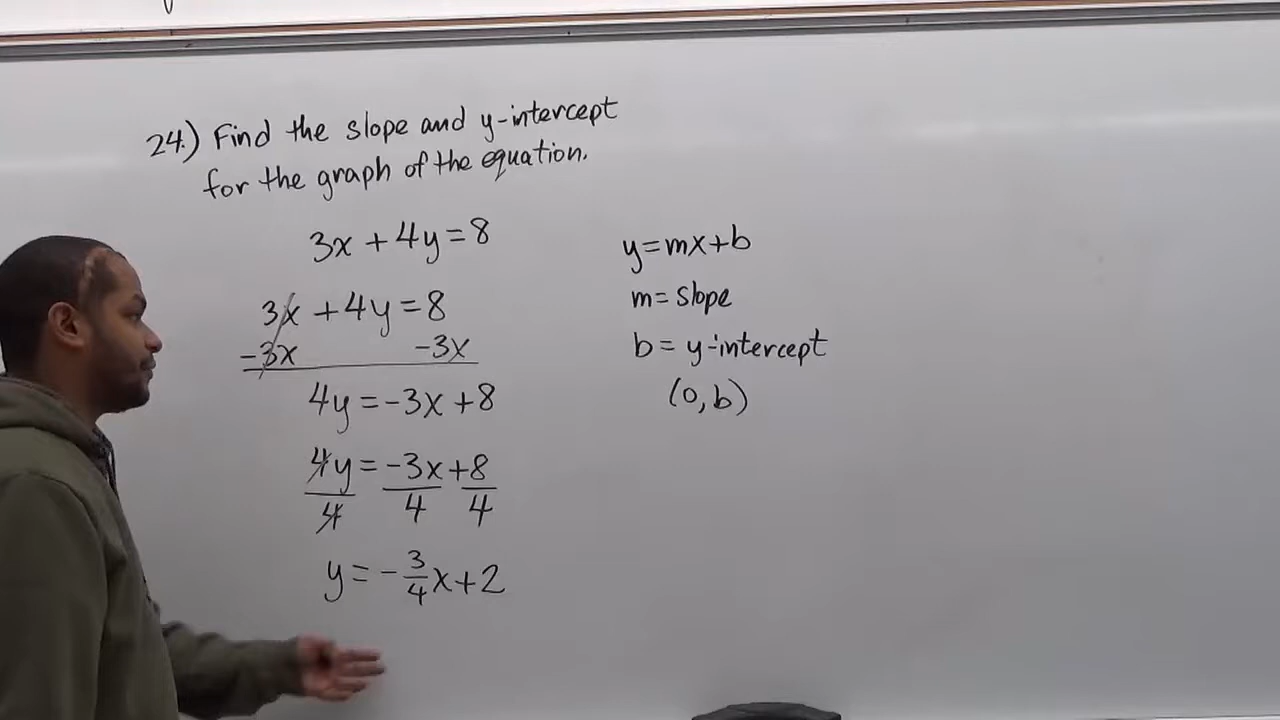 24.) Find the slope and y-intercept
for the graph of the equation.
3x + 4y = 8
3x + 4y = 8
-3x -3x
4y = -3x + 8
4y = -3x + 8
4 4 4
y = -3/4 x + 2
y = mx + b
m = slope
b = y-intercept
(0, b)